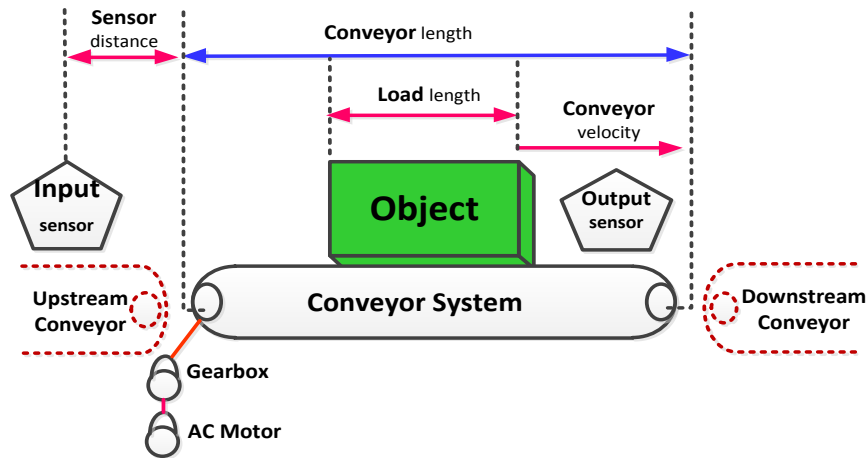 Sensor
distance
Conveyor length
Load length
Conveyor
velocity
Input
sensor
Object
Output
sensor
Upstream
Conveyor
Conveyor System
Downstream
Conveyor
Gearbox
AC Motor